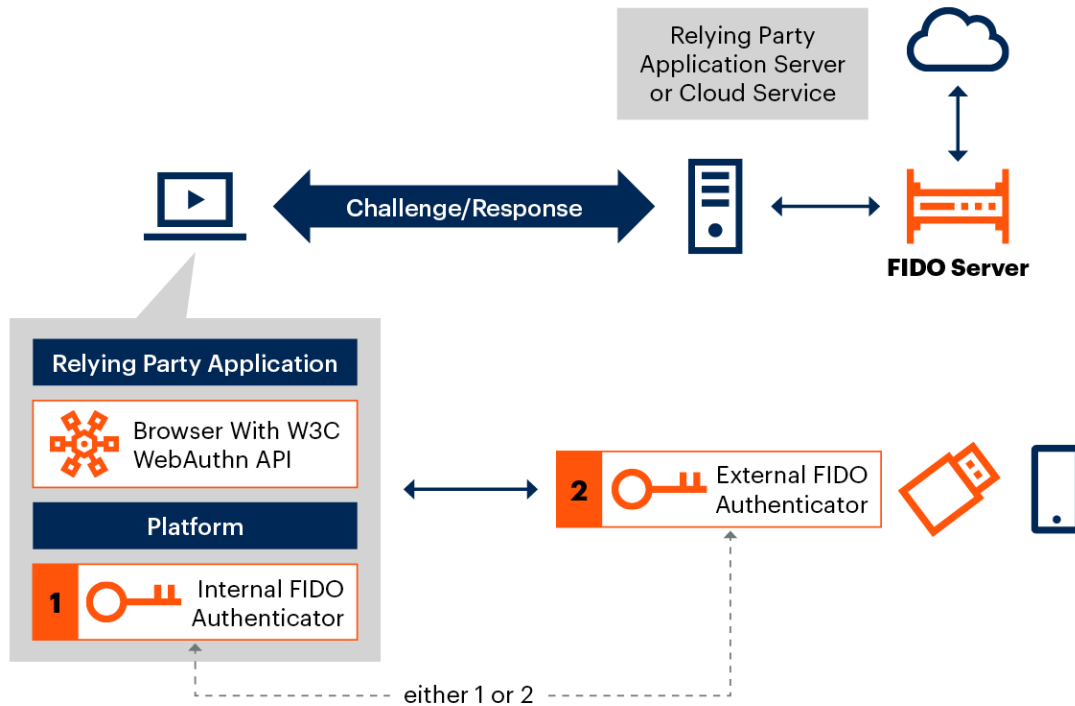 Relying Party
Application Server
or Cloud Service
Challenge/Response
FIDO Server
Relying Party Application
Browser With W3C
WebAuthn API
Platform
1
Internal FIDO
Authenticator
2
External FIDO
Authenticator
either 1 or 2